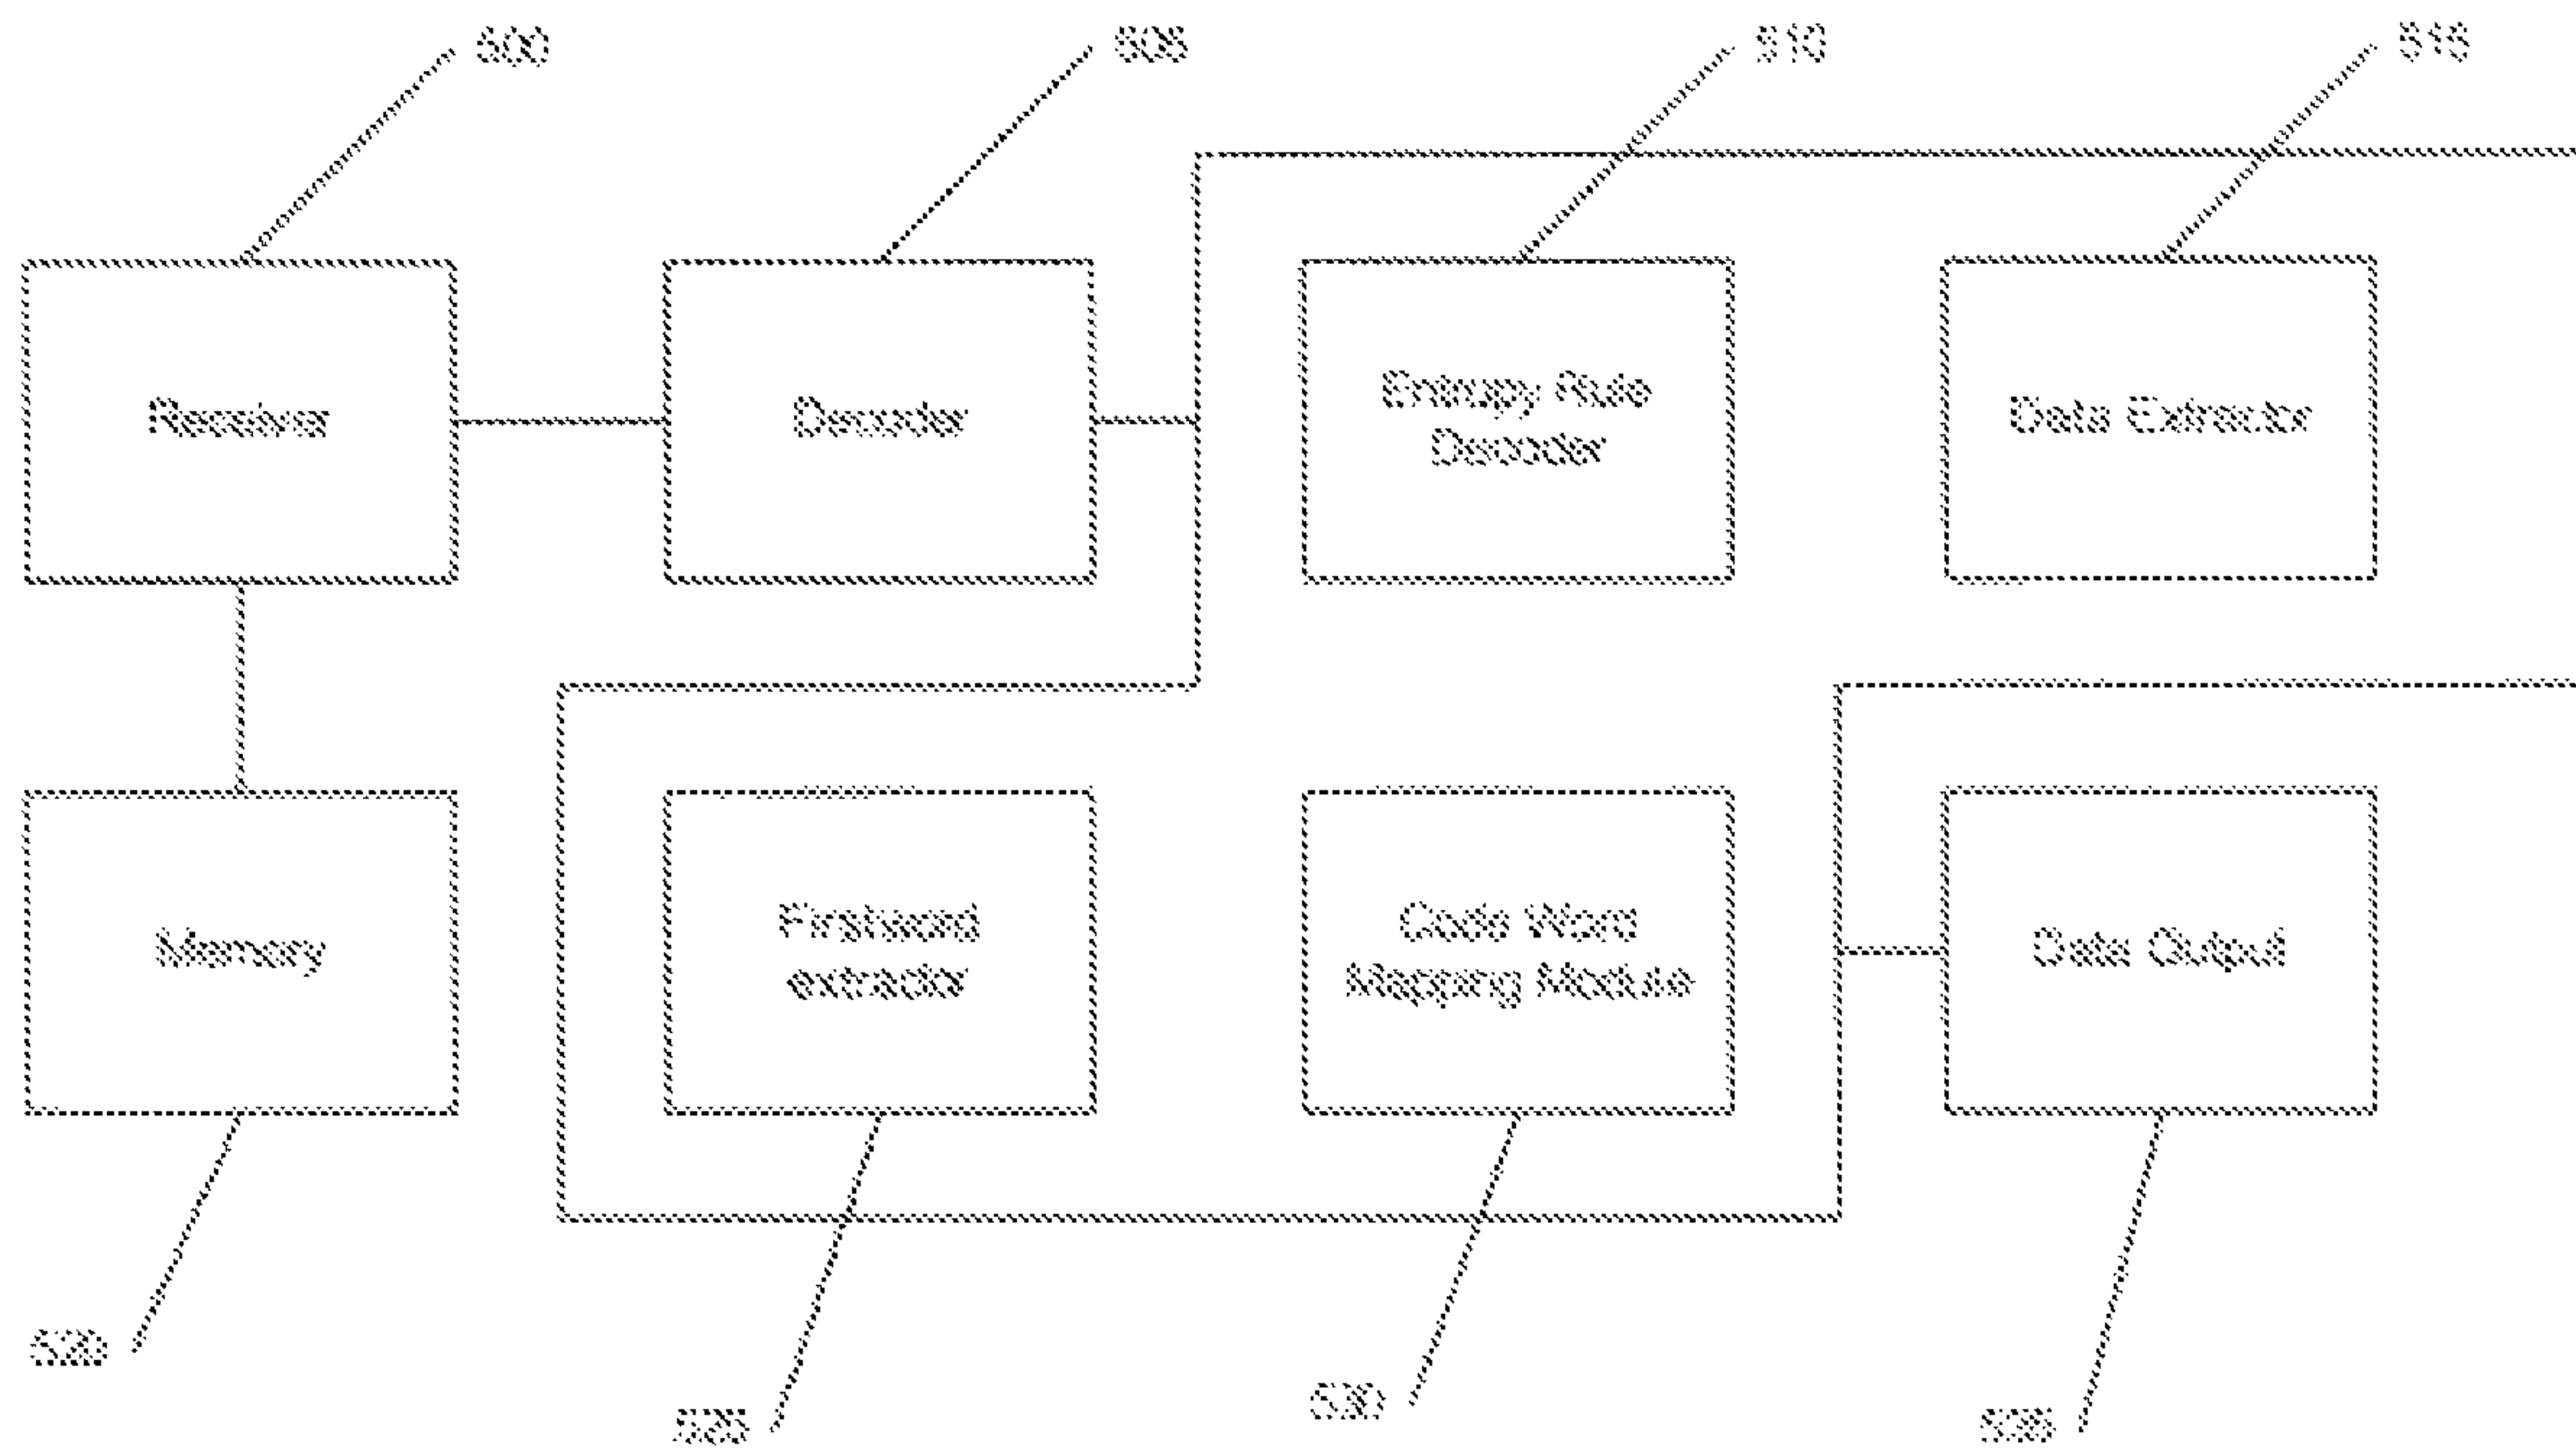 500
505
510
515
Receiver
Decoder
Entropy Rule
Decoder
Data Extractor
Memory
Firstword
extractor
Code Word
Mapping Module
Data Output
520
525
530
535